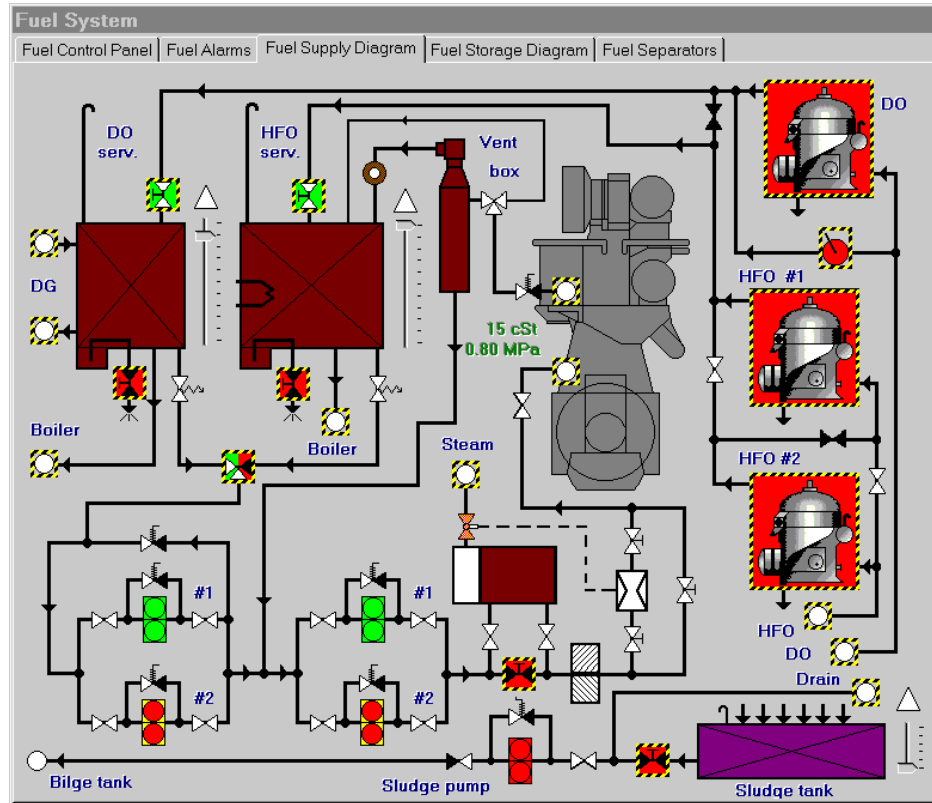 Fuel System
Fuel Control Panel
Fuel Alarms
Fuel Supply Diagram
Fuel Storage Diagram
Fuel Separators
DO
serv.
HFO
serv.
Vent
box
DO
DG
HFO #1
15 cSt
0.80 MPa
Boiler
Boiler
Steam
HFO #2
#1
#1
HFO
DO
#2
#2
Drain
Bilge tank
Sludge pump
Sludge tank